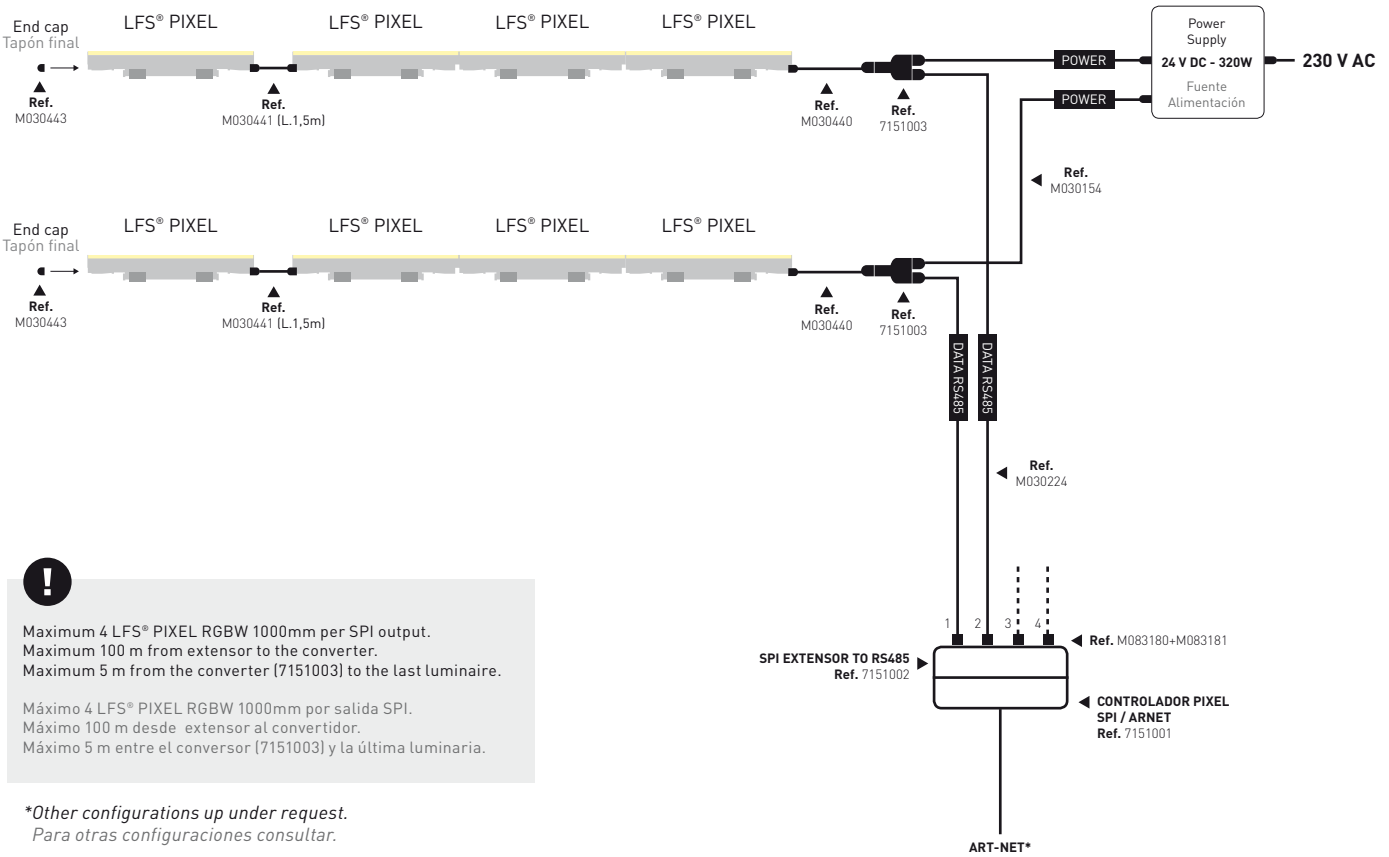 End cap
Tapón final
LFS® PIXEL
LFS® PIXEL
LFS® PIXEL
LFS® PIXEL
Ref.
M030443
Ref.
M030441 (L.1,5m)
Ref.
M030440
Ref.
7151003
POWER
POWER
Power
Supply
24 V DC - 320W
Fuente
Alimentación
230 V AC
Ref.
M030154
End cap
Tapón final
LFS® PIXEL
LFS® PIXEL
LFS® PIXEL
LFS® PIXEL
Ref.
M030443
Ref.
M030441 (L.1,5m)
Ref.
M030440
Ref.
7151003
DATA RS485
DATA RS485
Ref.
M030224
1 2 3 4
Ref. M083180+M083181
SPI EXTENSOR TO RS485
Ref. 7151002
CONTROLADOR PIXEL
SPI / ARNET
Ref. 7151001
ART-NET*
!
Maximum 4 LFS® PIXEL RGBW 1000mm per SPI output.
Maximum 100 m from extensor to the converter.
Maximum 5 m from the converter (7151003) to the last luminaire.
Máximo 4 LFS® PIXEL RGBW 1000mm por salida SPI.
Máximo 100 m desde extensor al convertidor.
Máximo 5 m entre el conversor (7151003) y la última luminaria.
*Other configurations up under request.
Para otras configuraciones consultar.